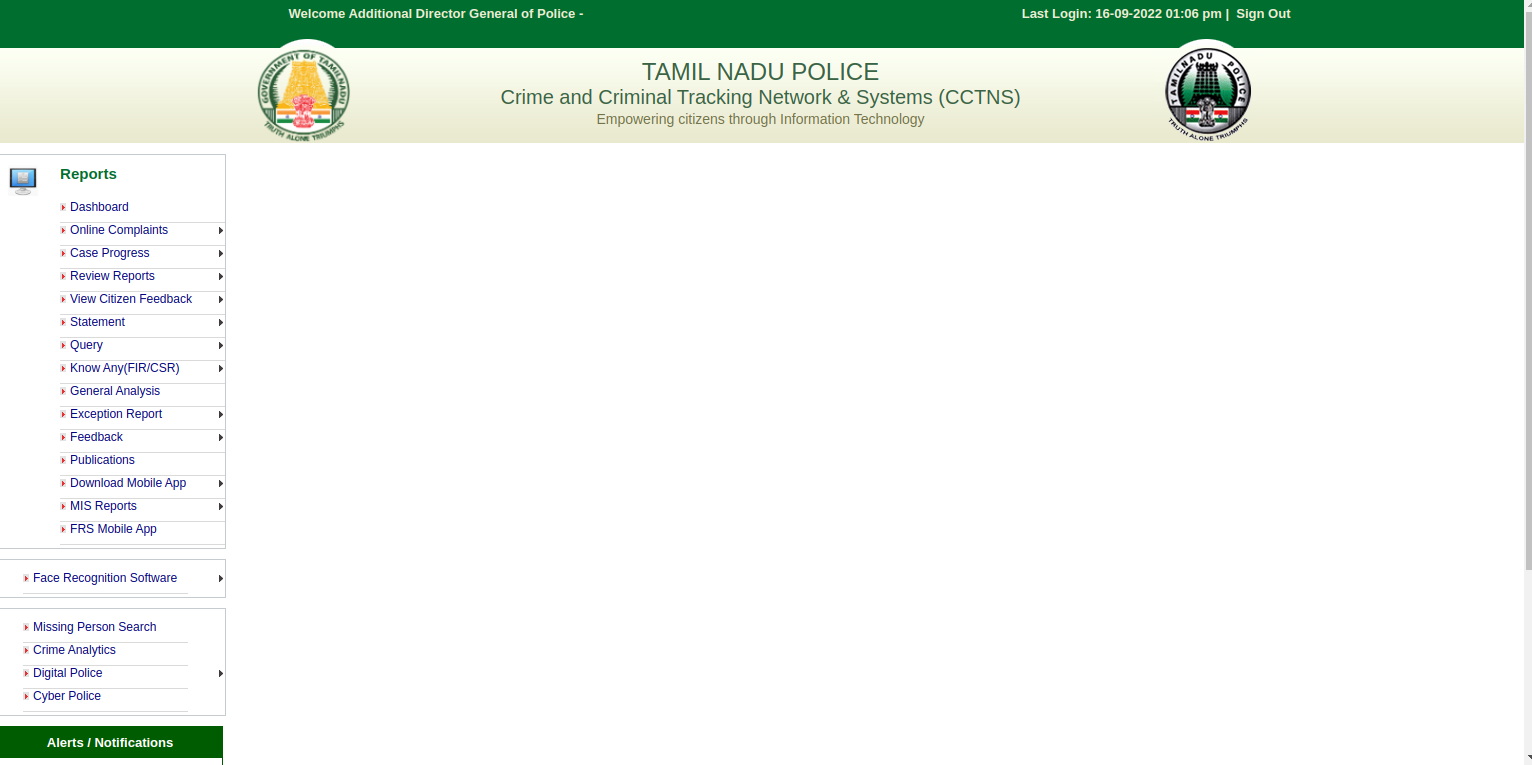 Welcome Additional Director General of Police -
Last Login: 16-09-2022 01:06 pm | Sign Out
GOVERNMENT OF TAMILNADU
TRUTH ALONE TRIUMPHS
TAMIL NADU POLICE
Crime and Criminal Tracking Network & Systems (CCTNS)
Empowering citizens through Information Technology
TAMILNADU POLICE
TRUTH ALONE TRIUMPHS
Reports
Dashboard
Online Complaints
Case Progress
Review Reports
View Citizen Feedback
Statement
Query
Know Any(FIR/CSR)
General Analysis
Exception Report
Feedback
Publications
Download Mobile App
MIS Reports
FRS Mobile App
Face Recognition Software
Missing Person Search
Crime Analytics
Digital Police
Cyber Police
Alerts / Notifications